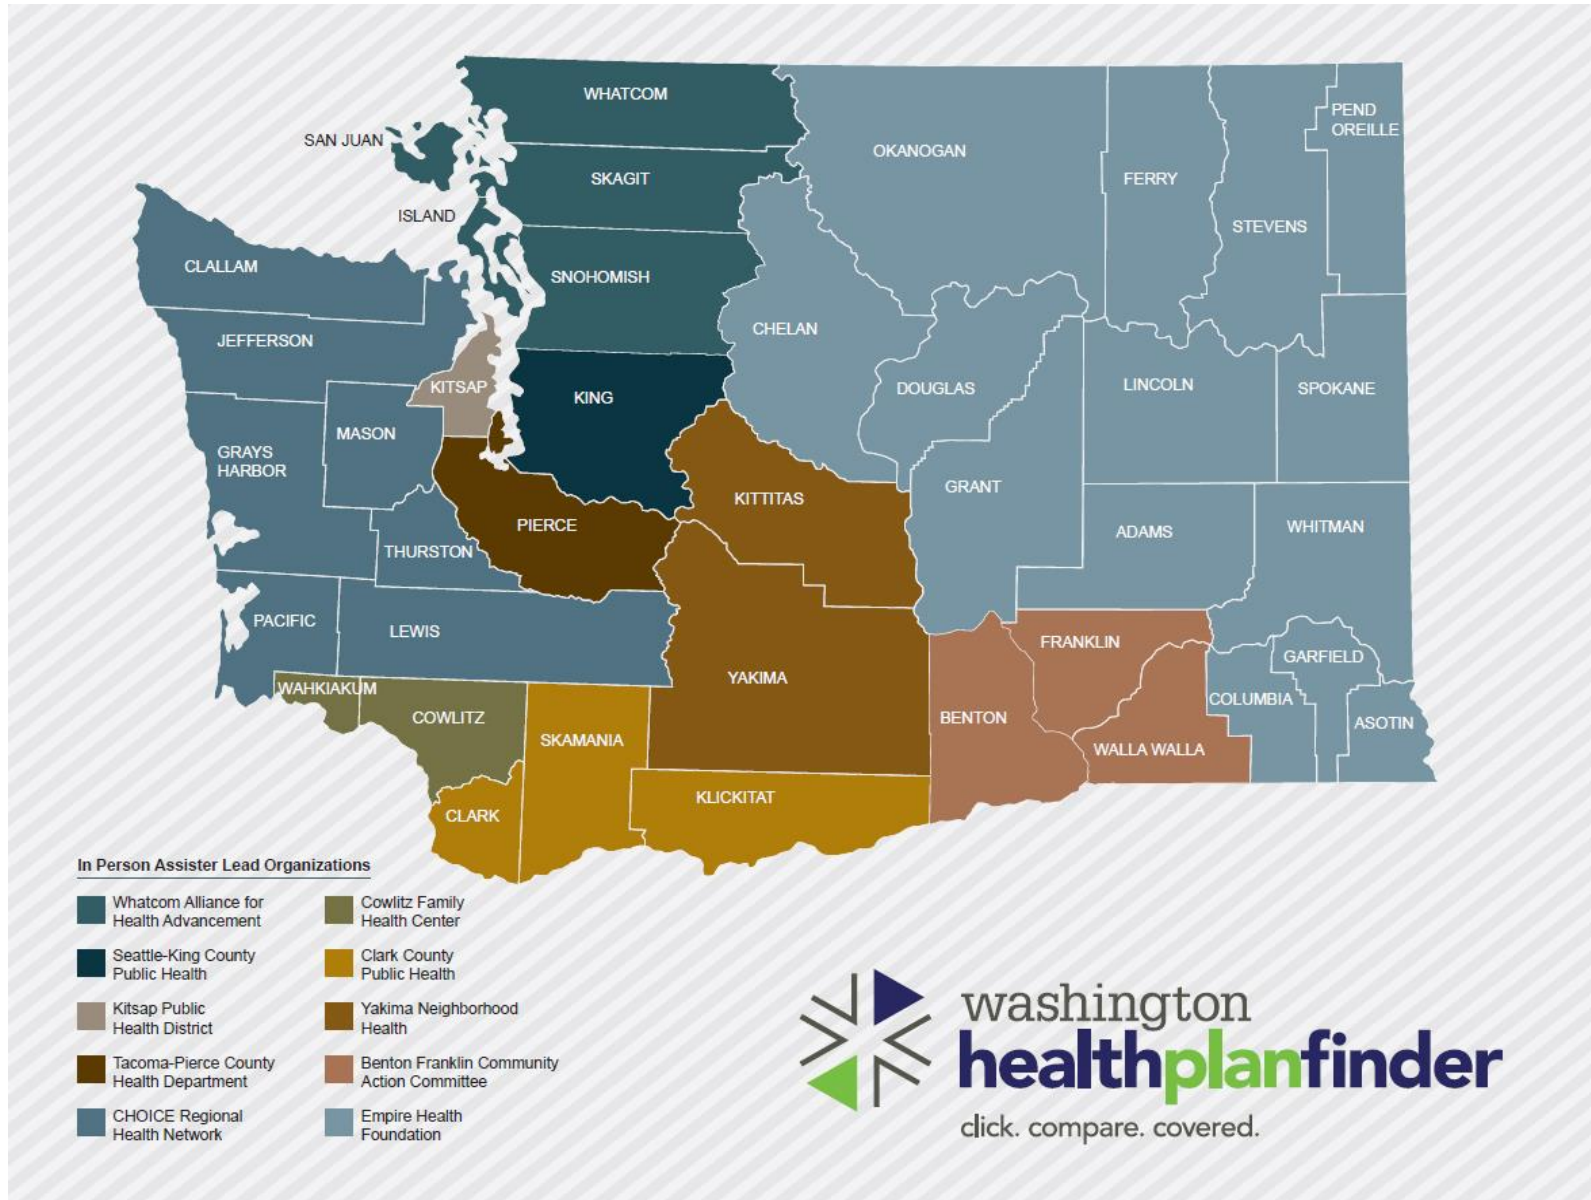 WHATCOM
SAN JUAN
SKAGIT
ISLAND
SNOHOMISH
CLALLAM
JEFFERSON
KITSAP
KING
MASON
GRAYS
HARBOR
PIERCE
THURSTON
PACIFIC
LEWIS
WAHKIAKUM
COWLITZ
SKAMANIA
CLARK
KLICKITAT
YAKIMA
KITTITAS
CHELAN
OKANOGAN
DOUGLAS
GRANT
FERRY
STEVENS
PEND
OREILLE
LINCOLN
SPOKANE
ADAMS
WHITMAN
FRANKLIN
BENTON
WALLA WALLA
COLUMBIA
GARFIELD
ASOTIN
In Person Assister Lead Organizations
Whatcom Alliance for
Health Advancement
Seattle-King County
Public Health
Kitsap Public
Health District
Tacoma-Pierce County
Health Department
CHOICE Regional
Health Network
Cowlitz Family
Health Center
Clark County
Public Health
Yakima Neighborhood
Health
Benton Franklin Community
Action Committee
Empire Health
Foundation
washington
healthplanfinder
click. compare. covered.